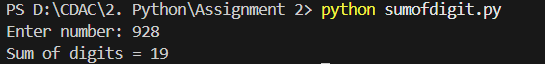 PS D:\CDAC\2. Python\Assignment 2> python sumofdigit.py
Enter number: 928
Sum of digits = 19